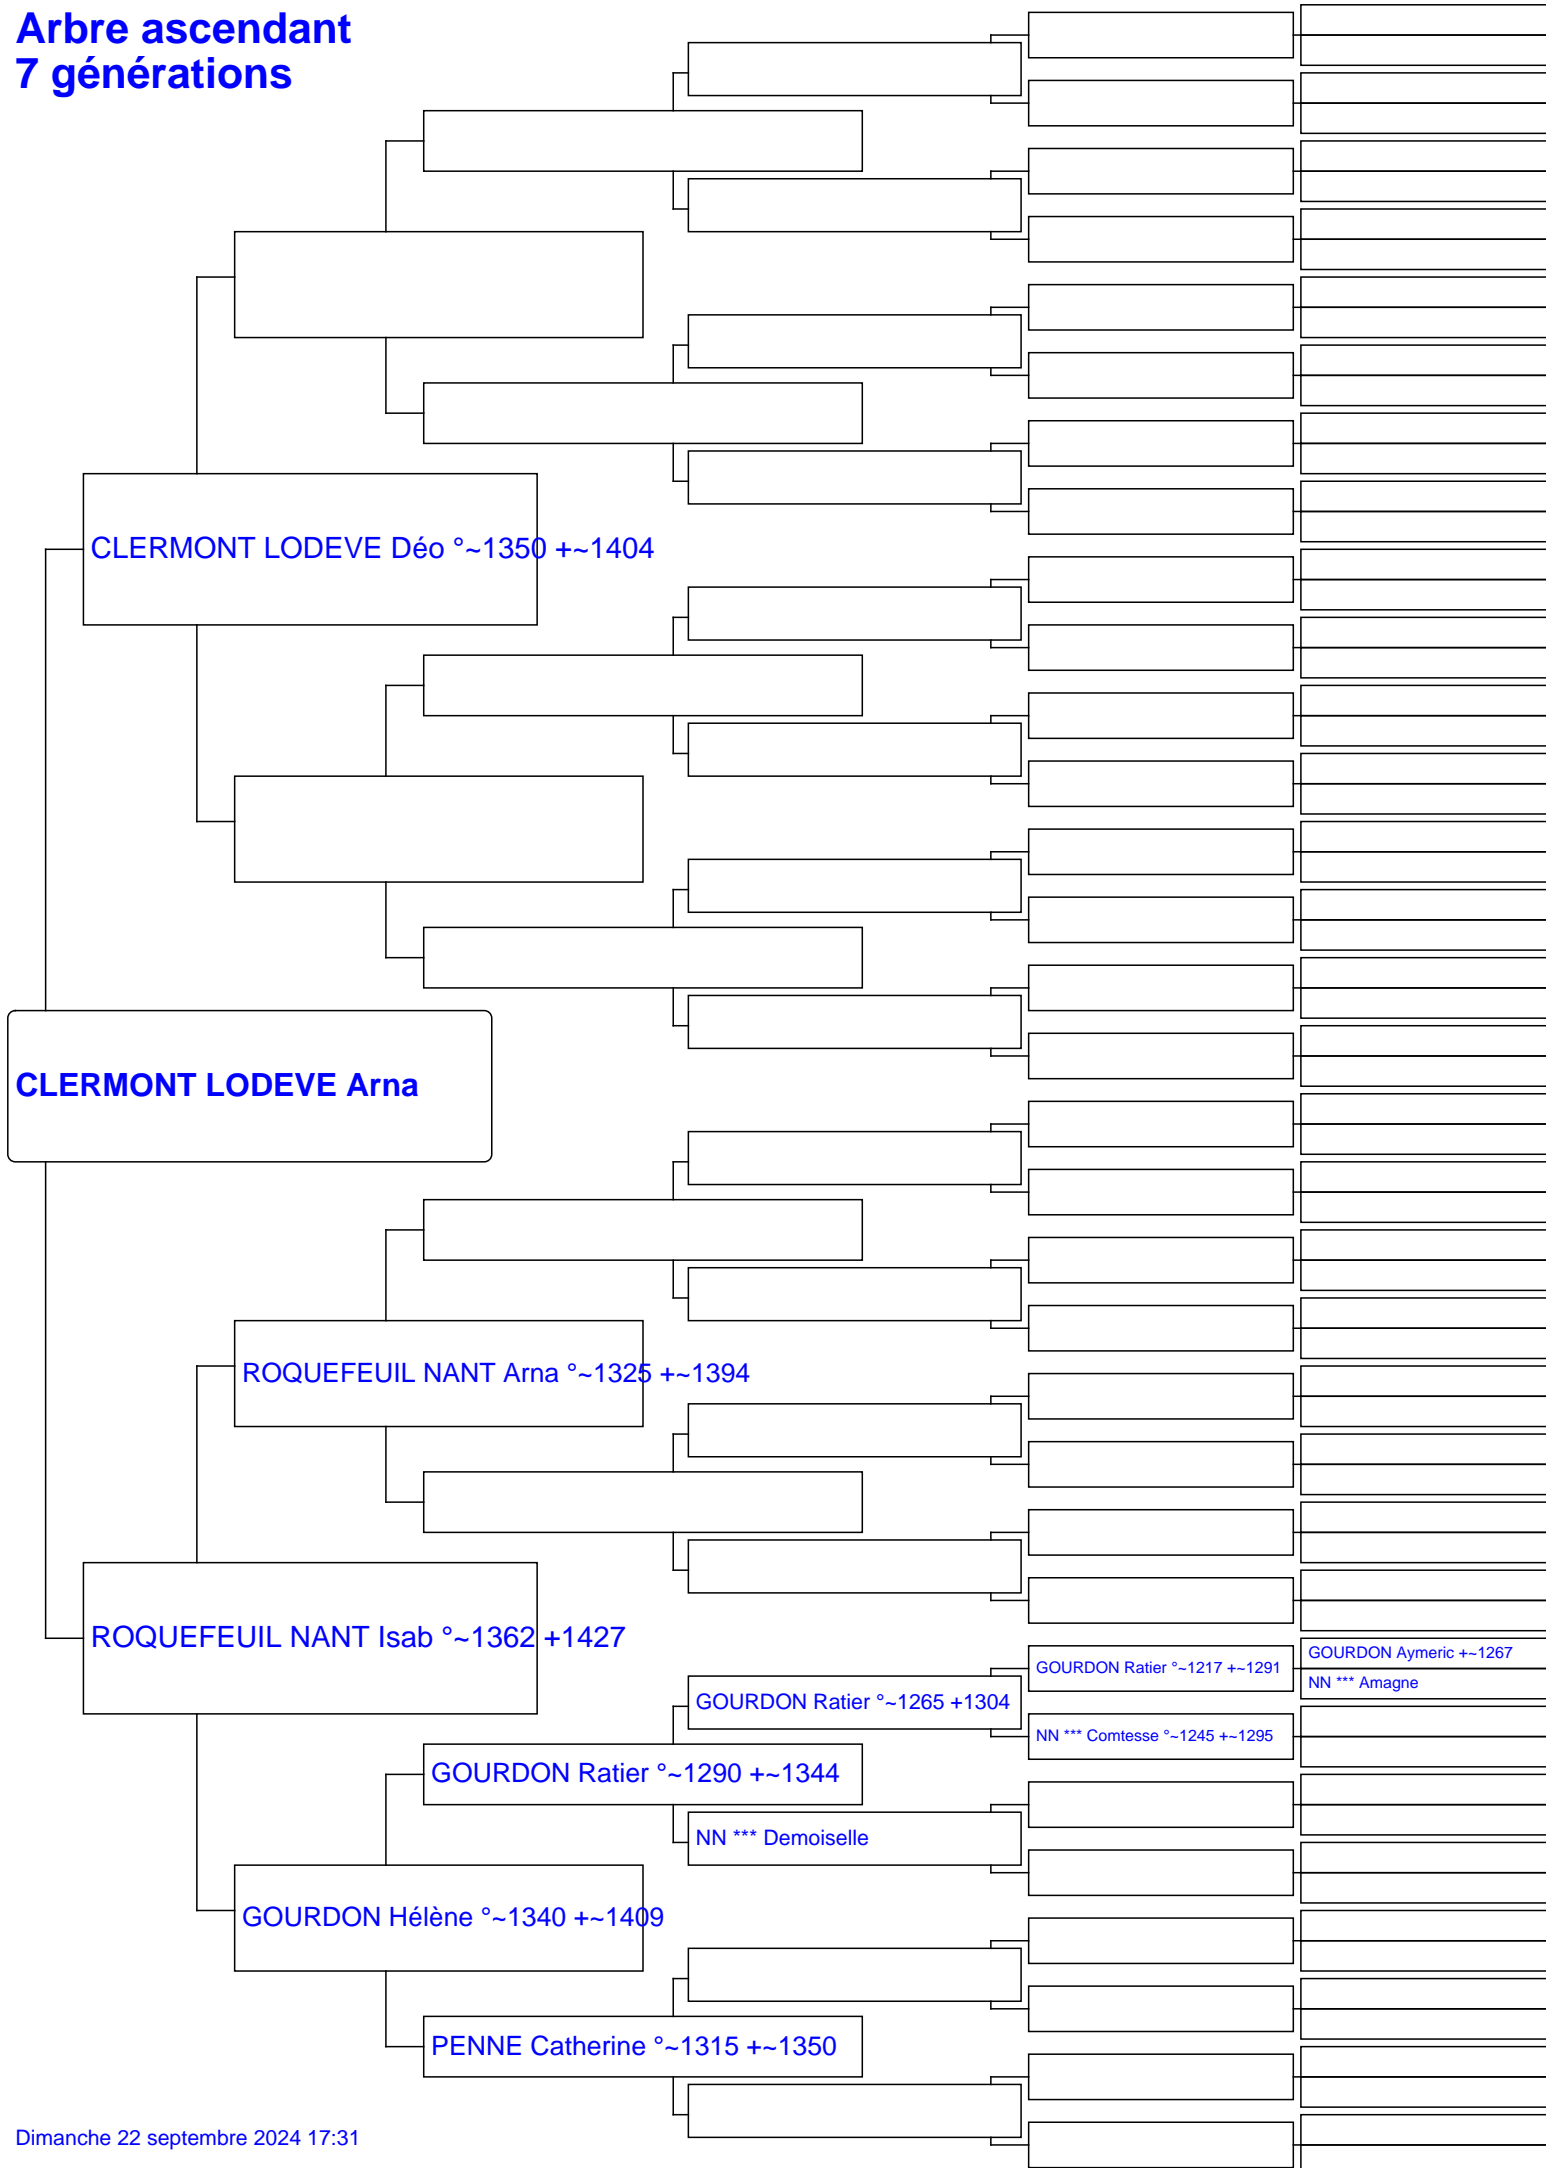 Arbre ascendant
7 générations
CLERMONT LODEVE Déo °~1350 +~1404
CLERMONT LODEVE Arna
ROQUEFEUIL NANT Arna °~1325 +~1394
ROQUEFEUIL NANT Isab °~1362 +1427
GOURDON Aymeric +~1267
GOURDON Ratier °~1217 +~1291
NN *** Amagne
GOURDON Ratier °~1265 +1304
NN *** Comtesse °~1245 +~1295
GOURDON Ratier °~1290 +~1344
NN *** Demoiselle
GOURDON Hélène °~1340 +~1409
PENNE Catherine °~1315 +~1350
Dimanche 22 septembre 2024 17:31